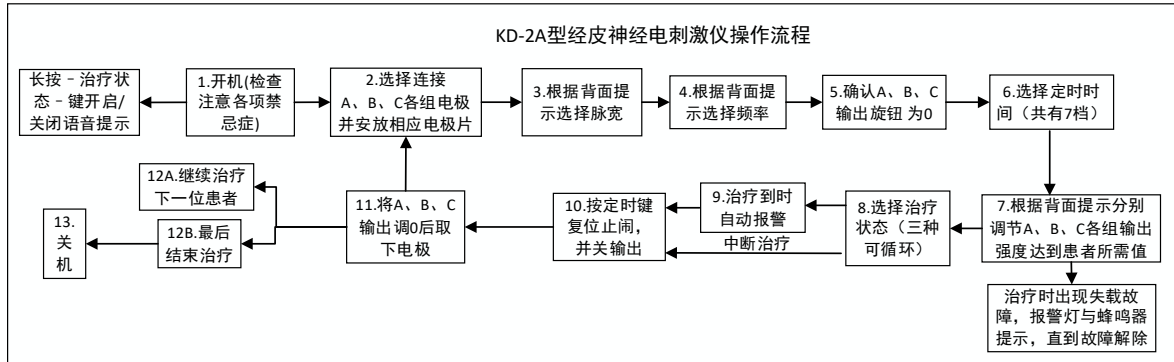 KD-2A型经皮神经电刺激仪操作流程
长按－治疗状
态－键开启/
关闭语音提示
1.开机(检查
注意各项禁
忌症)
2.选择连接
A、B、C各组电极
并安放相应电极片
3.根据背面提
示选择脉宽
4.根据背面提
示选择频率
5.确认A、B、C
输出旋钮 为0
6.选择定时时
间（共有7档）
7.根据背面提示分别
调节A、B、C各组输出
强度达到患者所需值
治疗时出现失载故
障，报警灯与蜂鸣器
提示，直到故障解除
8.选择治疗
状态（三种
可循环）
9.治疗到时
自动报警
中断治疗
10.按定时键
复位止闹，
并关输出
11.将A、B、C
输出调0后取
下电极
12A.继续治疗
下一位患者
12B.最后
结束治疗
13.
关
机